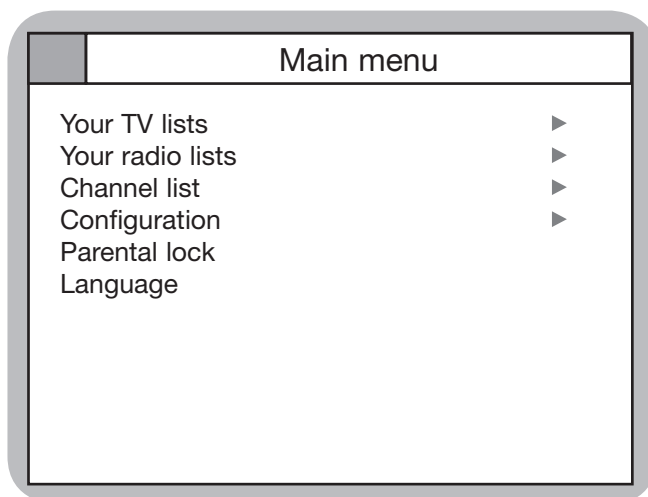 Main menu
Your TV lists
Your radio lists
Channel list
Configuration
Parental lock
Language